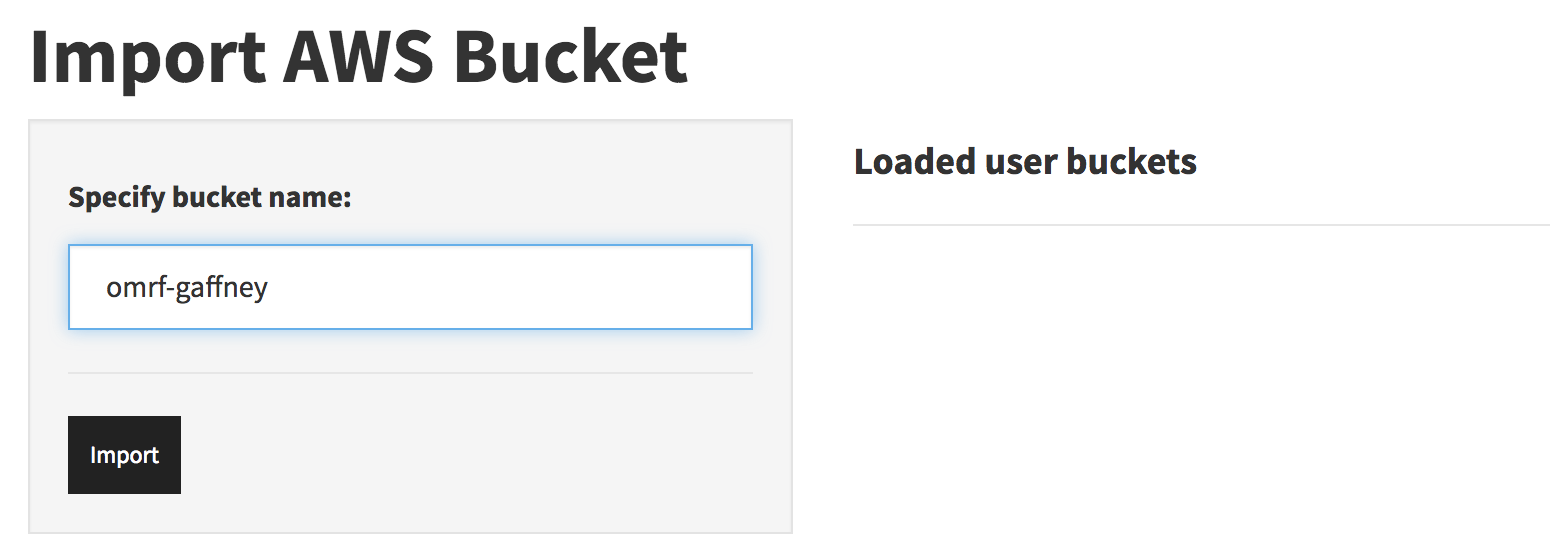 Import AWS Bucket
Specify bucket name:
omrf-gaffney
Import
Loaded user buckets